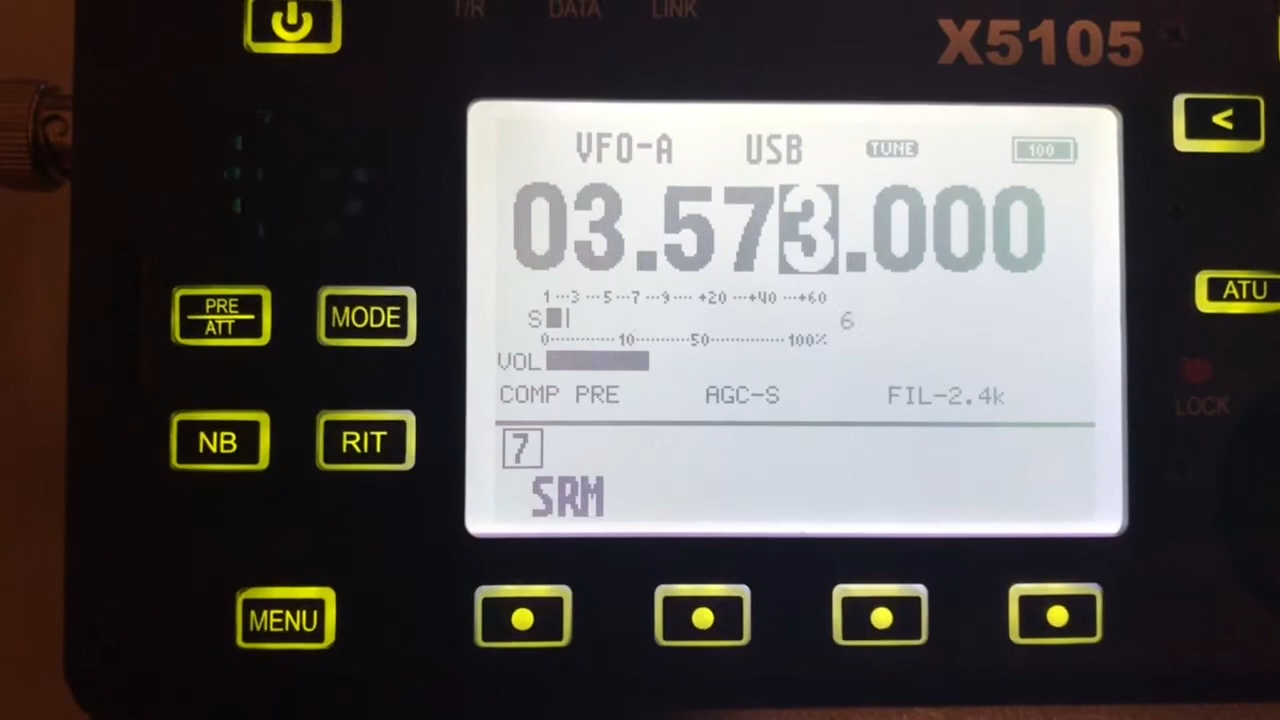 T/R DATA LINK
X5105
<
VFO-A USB TUNE 100
03.573.000
ATU
1···3···5···7···9····+20···+40···+60
S 6
0··········10·······50··········100%
VOL
COMP PRE AGC-S FIL-2.4k
PRE
ATT
MODE
LOCK
NB RIT
7
SRM
MENU